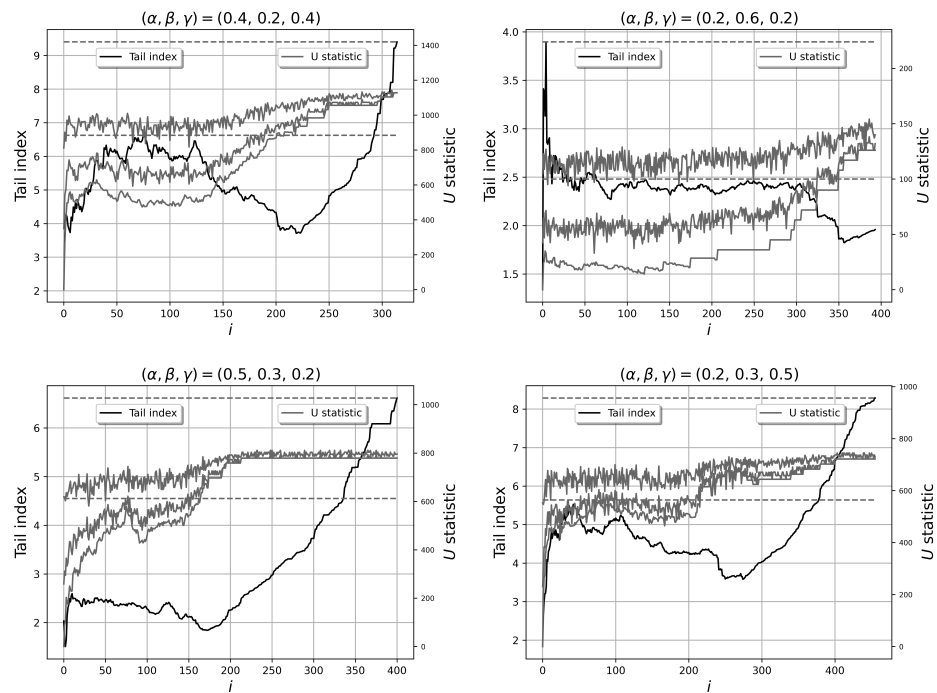 (α, β, γ) = (0.4, 0.2, 0.4)
Tail index
U statistic
9
8
7
6
5
4
3
2
1400
1200
1000
800
600
400
200
0
0 50 100 150 200 250 300
i
Tail index
U statistic
(α, β, γ) = (0.2, 0.6, 0.2)
Tail index
U statistic
4.0
3.5
3.0
2.5
2.0
1.5
200
150
100
50
0
0 50 100 150 200 250 300 350 400
i
Tail index
U statistic
(α, β, γ) = (0.5, 0.3, 0.2)
Tail index
U statistic
6
5
4
3
2
1000
800
600
400
200
0
0 50 100 150 200 250 300 350 400
i
Tail index
U statistic
(α, β, γ) = (0.2, 0.3, 0.5)
Tail index
U statistic
8
7
6
5
4
3
2
1000
800
600
400
200
0
0 100 200 300 400
i
Tail index
U statistic